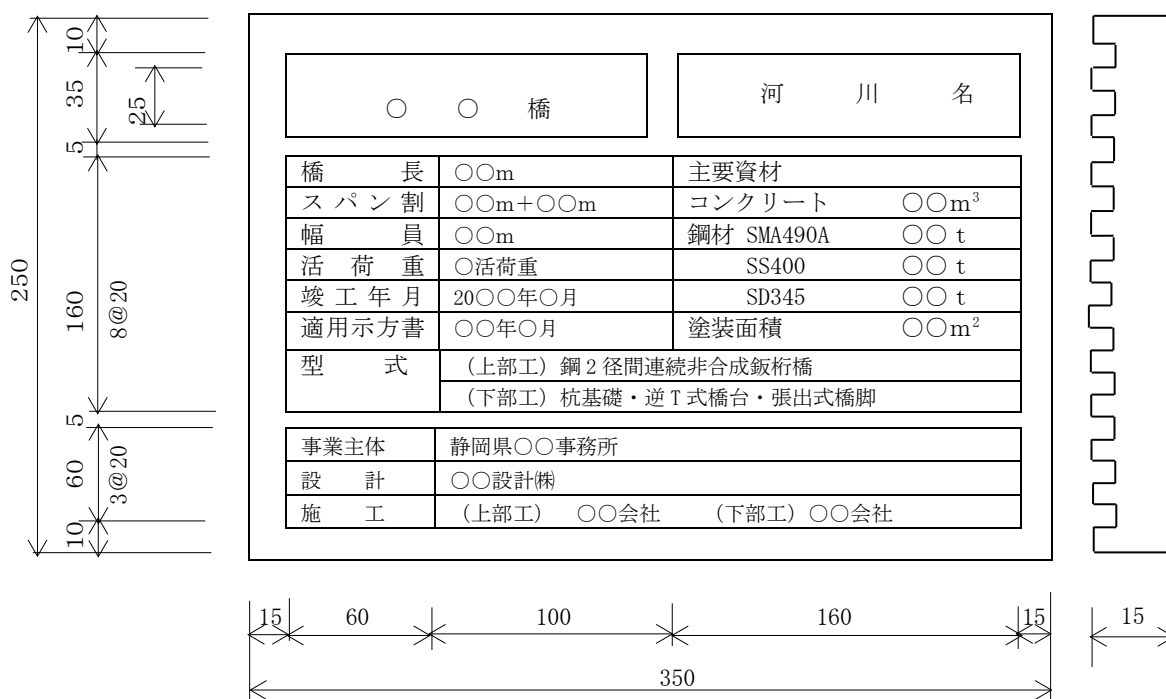 ○ ○ 橋 河 川 名
橋 長 ○○m 主要資材
スパン割 ○○m+○○m コンクリート ○○m³
幅 員 ○○m 鋼材 SMA490A ○○ t
活荷重 ○活荷重 SS400 ○○ t
竣工年月 20○○年○月 SD345 ○○ t
適用示方書 ○○年○月 塗装面積 ○○m²
型 式 (上部工)鋼2径間連続非合成鈑桁橋
(下部工)杭基礎・逆T式橋台・張出式橋脚
事業主体 静岡県○○事務所
設 計 ○○設計㈱
施 工 (上部工) ○○会社 (下部工)○○会社
250
10
35
25
5
160
8@20
5
60
3@20
10
15 60 100 160 15 15
350